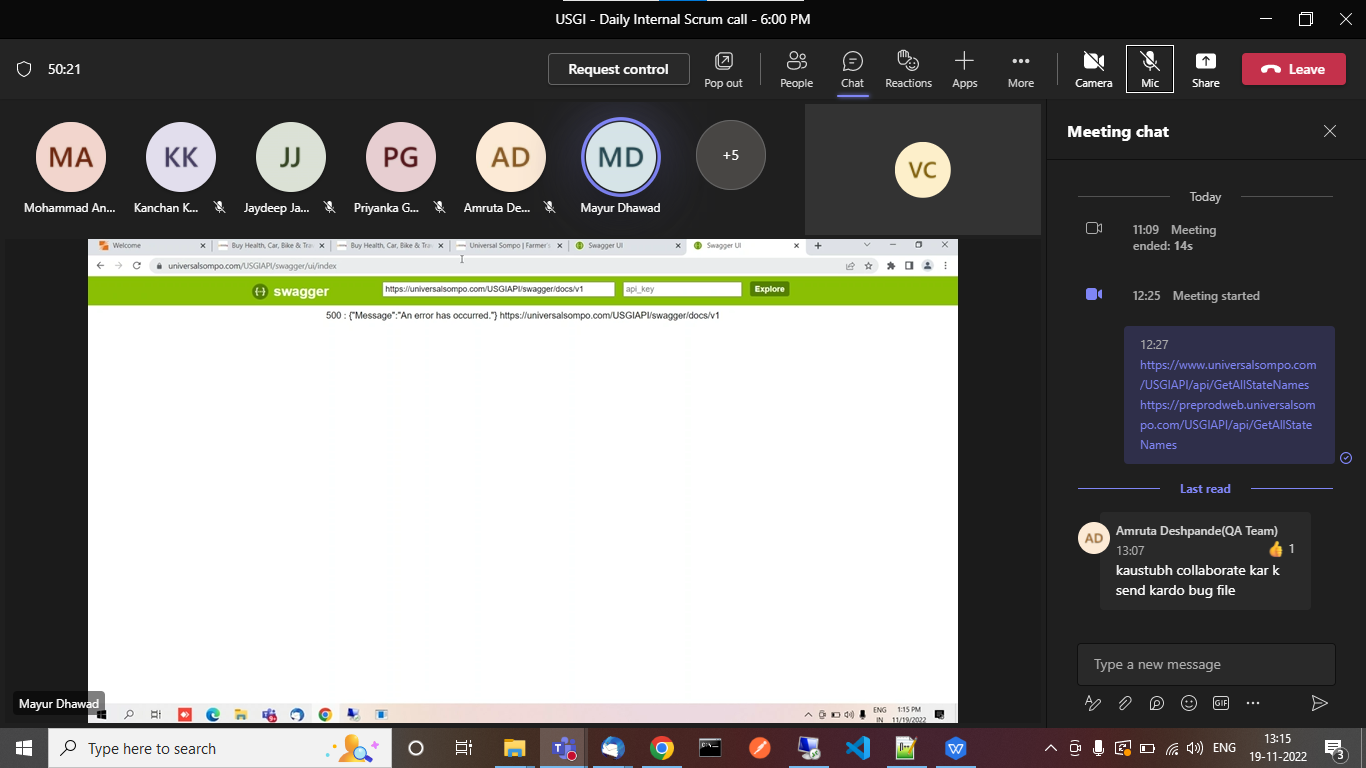 USGI - Daily Internal Scrum call - 6:00 PM
50:21
Request control
Pop out
People
Chat
Reactions
Apps
More
Camera
Mic
Share
Leave
MA
KK
JJ
PG
AD
MD
+5
VC
Mohammad An...
Kanchan K...
Jaydeep Ja...
Priyanka G...
Amruta De...
Mayur Dhawad
Welcome
Buy Health, Car, Bike & Trav
Buy Health, Car, Bike & Trav
Universal Sompo | Farmer's
Swagger UI
Swagger UI
universalsompo.com/USGIAPI/swagger/ui/index
swagger
https://universalsompo.com/USGIAPI/swagger/docs/v1
api_key
Explore
500 : {"Message":"An error has occurred."} https://universalsompo.com/USGIAPI/swagger/docs/v1
Mayur Dhawad
ENG
IN
1:15 PM
11/19/2022
Meeting chat
Today
11:09 Meeting
ended: 14s
12:25 Meeting started
12:27
https://www.universalsompo.com
/USGIAPI/api/GetAllStateNames
https://preprodweb.universalsom
po.com/USGIAPI/api/GetAllState
Names
Last read
AD
Amruta Deshpande(QA Team)
13:07
1
kaustubh collaborate kar k
send kardo bug file
Type a new message
GIF
Type here to search
ENG
13:15
19-11-2022
3